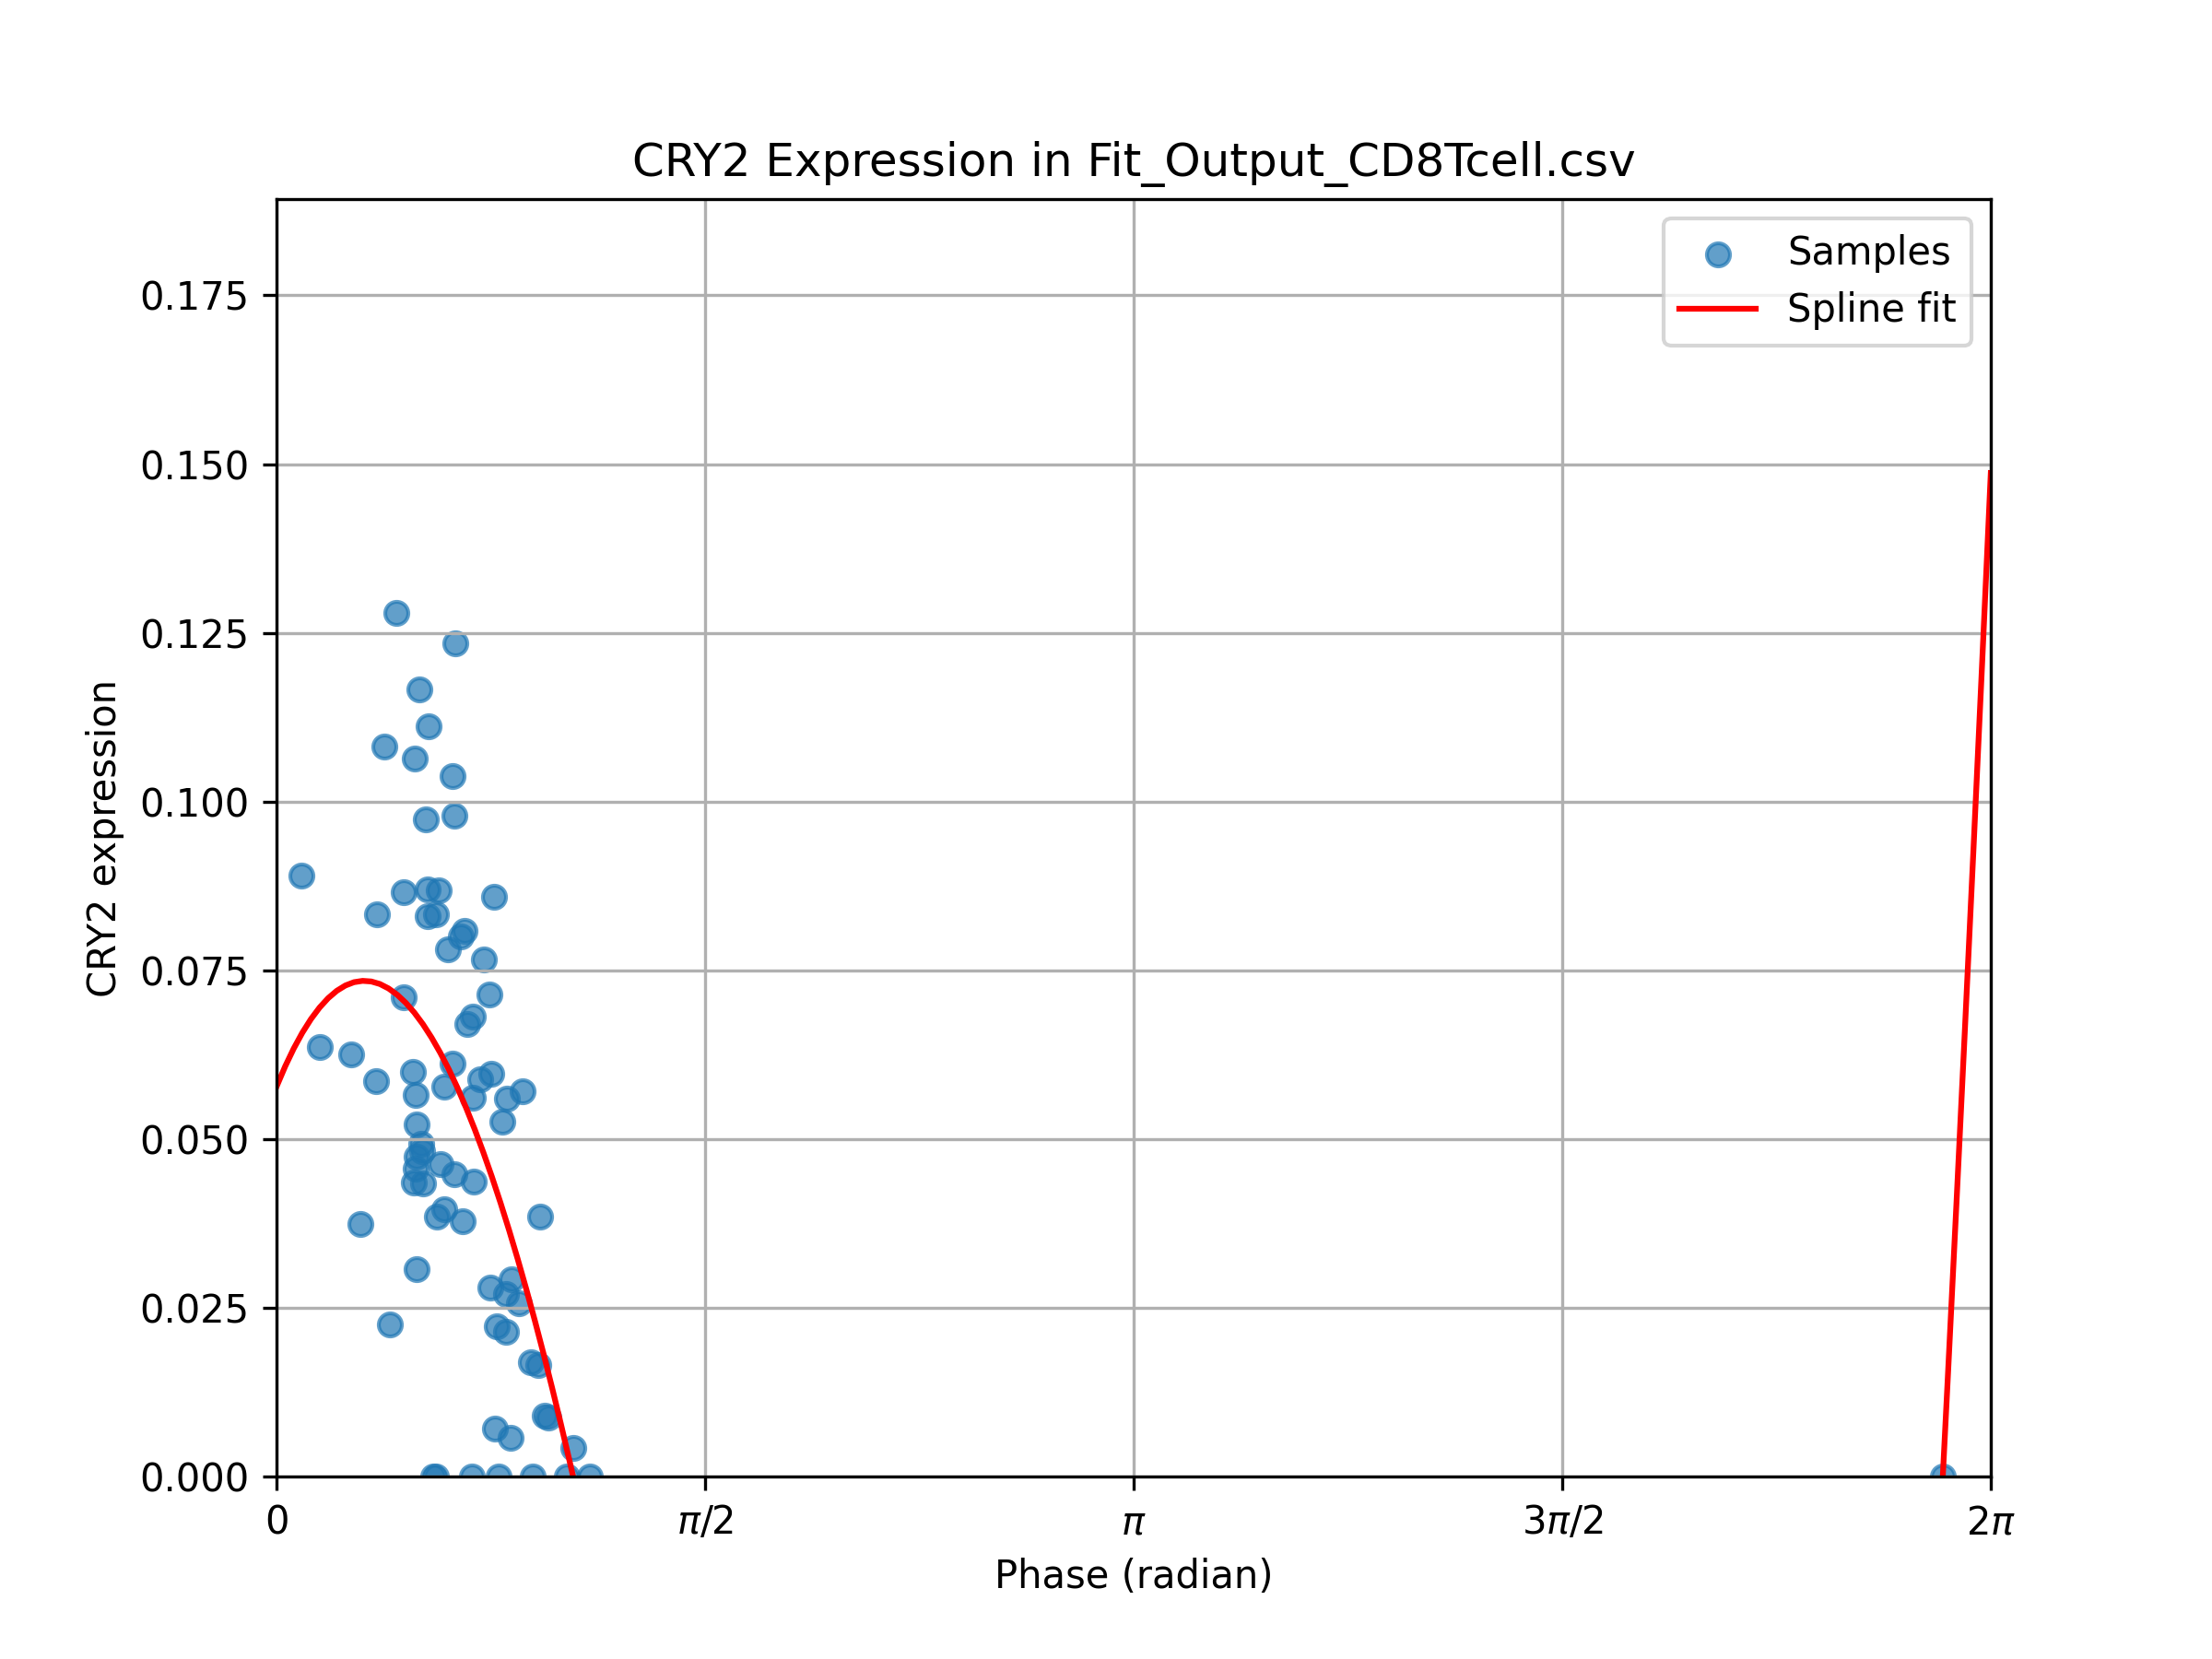 CRY2 Expression in Fit_Output_CD8Tcell.csv
Samples
Spline fit
CRY2 expression
0.175
0.150
0.125
0.100
0.075
0.050
0.025
0.000
0 π/2 π 3π/2 2π
Phase (radian)